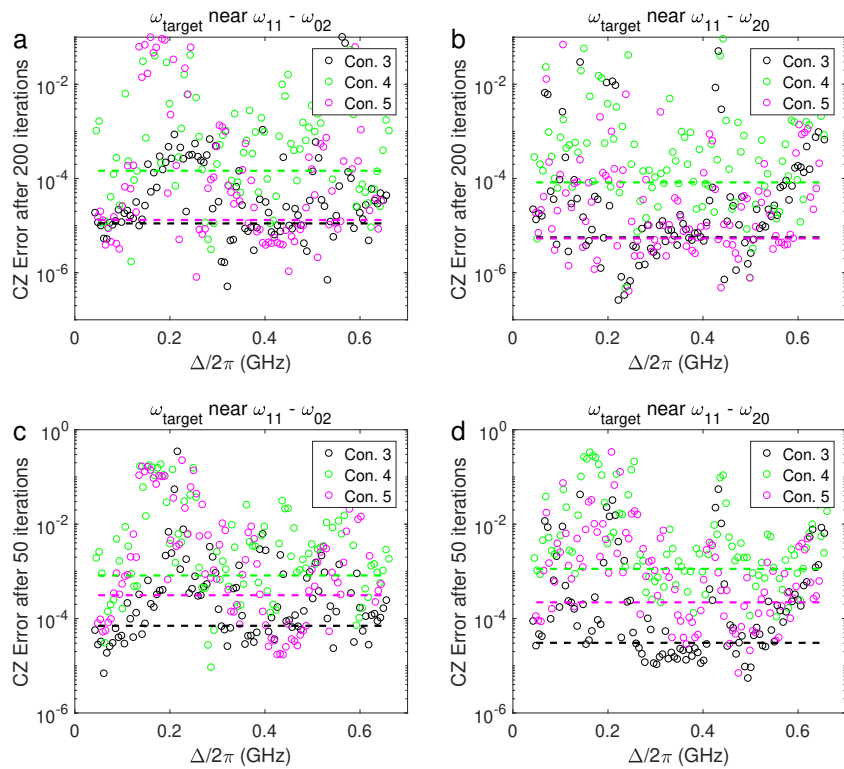 a
ω_target near ω_11 - ω_02
CZ Error after 200 iterations
10^-2
10^-4
10^-6
0
0.2
0.4
0.6
Δ/2π (GHz)
Con. 3
Con. 4
Con. 5
b
ω_target near ω_11 - ω_20
CZ Error after 200 iterations
10^-2
10^-4
10^-6
0
0.2
0.4
0.6
Δ/2π (GHz)
Con. 3
Con. 4
Con. 5
c
ω_target near ω_11 - ω_02
CZ Error after 50 iterations
10^0
10^-2
10^-4
10^-6
0
0.2
0.4
0.6
Δ/2π (GHz)
Con. 3
Con. 4
Con. 5
d
ω_target near ω_11 - ω_20
CZ Error after 50 iterations
10^0
10^-2
10^-4
10^-6
0
0.2
0.4
0.6
Δ/2π (GHz)
Con. 3
Con. 4
Con. 5